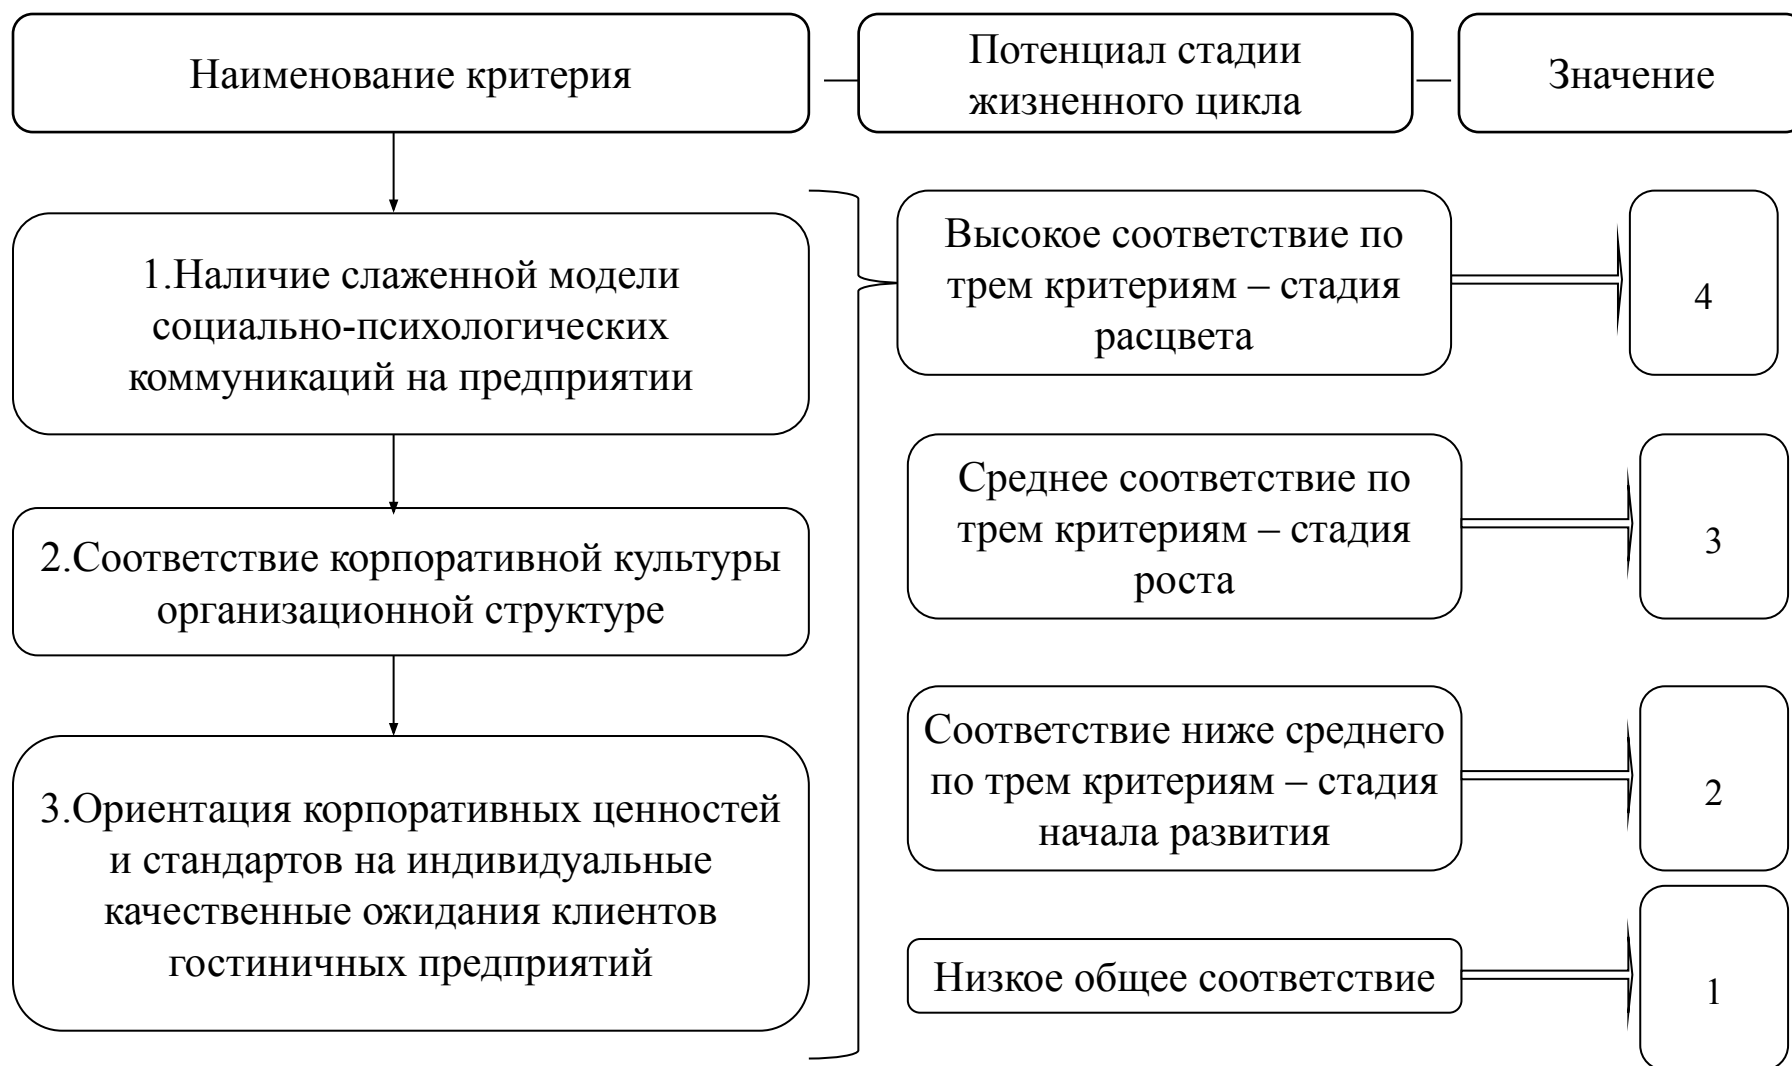 Наименование критерия
Потенциал стадии
жизненного цикла
Значение
1.Наличие слаженной модели
социально-психологических
коммуникаций на предприятии
2.Соответствие корпоративной культуры
организационной структуре
3.Ориентация корпоративных ценностей
и стандартов на индивидуальные
качественные ожидания клиентов
гостиничных предприятий
Высокое соответствие по
трем критериям – стадия
расцвета
4
Среднее соответствие по
трем критериям – стадия
роста
3
Соответствие ниже среднего
по трем критериям – стадия
начала развития
2
Низкое общее соответствие
1